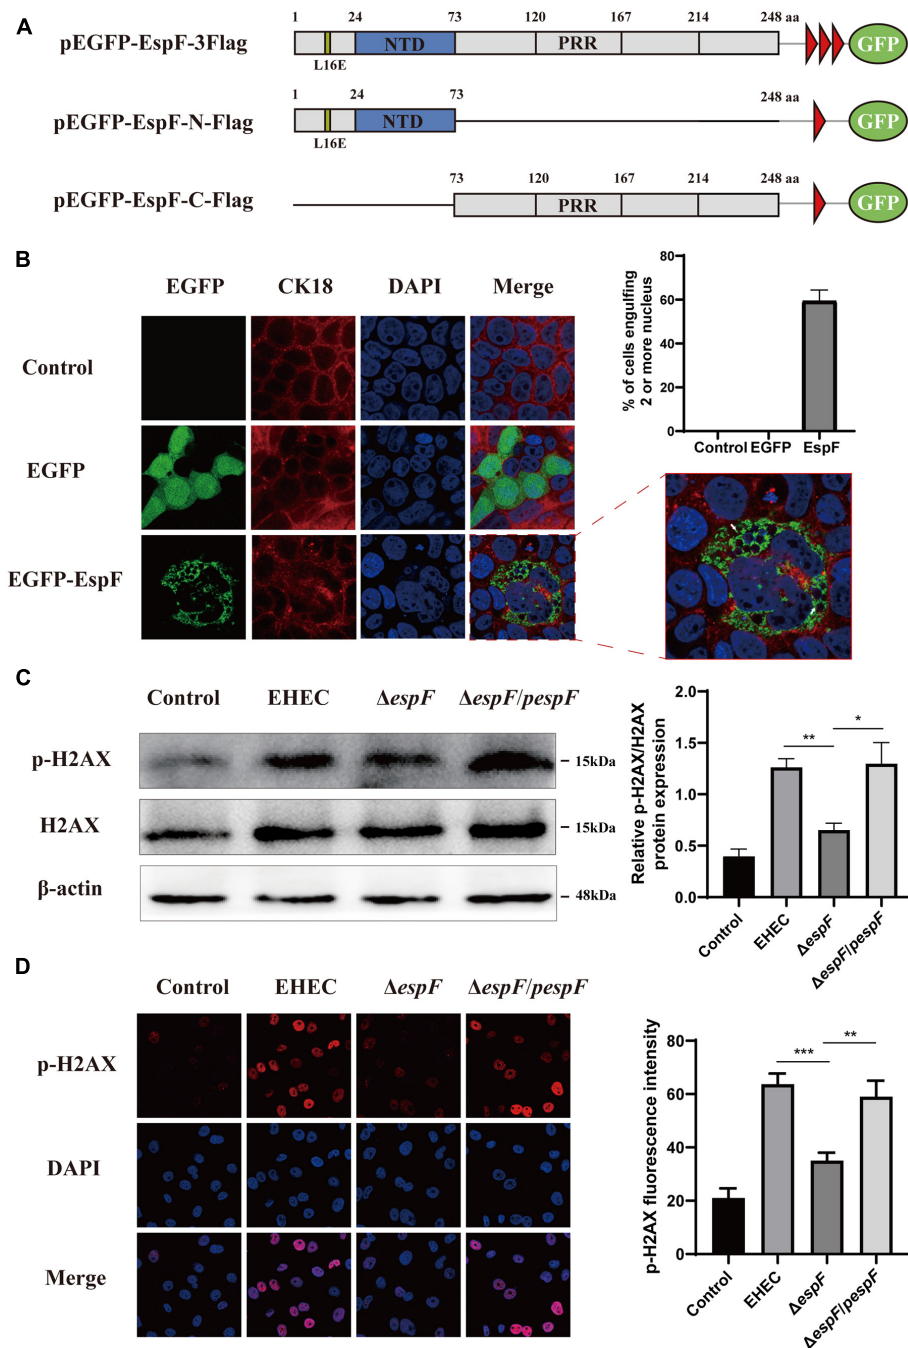 A
1 24 73 120 167 214 248 aa
pEGFP-EspF-3Flag
NTD PRR GFP
L16E
1 24 73 248 aa
pEGFP-EspF-N-Flag
NTD GFP
L16E
73 120 167 214 248 aa
pEGFP-EspF-C-Flag
PRR GFP
B
EGFP CK18 DAPI Merge
Control
EGFP
EGFP-EspF
% of cells engulfing
2 or more nucleus
80
60
40
20
0
Control EGFP EspF
C
Control EHEC ΔespF ΔespF/pespF
p-H2AX
15kDa
H2AX
15kDa
β-actin
48kDa
Relative p-H2AX/H2AX
protein expression
2.0
1.5
1.0
0.5
0.0
** *
Control
EHEC
ΔespF
ΔespF/pespF
D
Control EHEC ΔespF ΔespF/pespF
p-H2AX
DAPI
Merge
p-H2AX fluorescence intensity
80
60
40
20
0
*** **
Control
EHEC
ΔespF
ΔespF/pespF